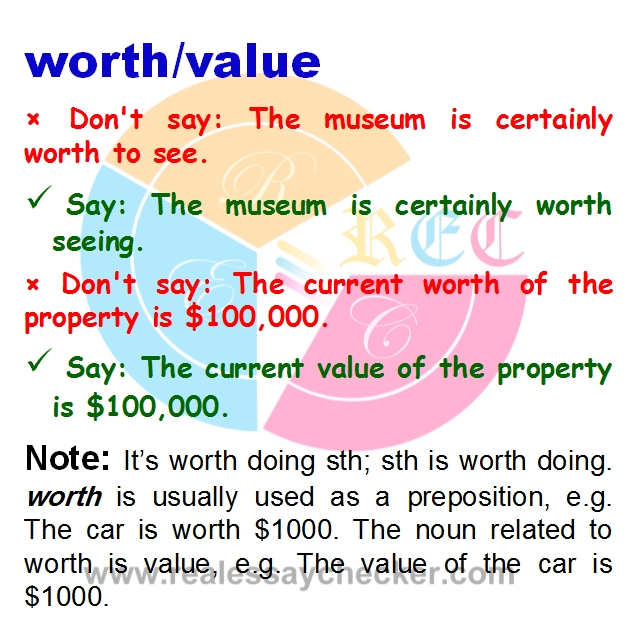 worth/value
× Don't say: The museum is certainly
worth to see.
✓ Say: The museum is certainly worth
seeing.
× Don't say: The current worth of the
property is $100,000.
✓ Say: The current value of the property
is $100,000.
Note: It’s worth doing sth; sth is worth doing.
worth is usually used as a preposition, e.g.
The car is worth $1000. The noun related to
worth is value, e.g. The value of the car is
$1000.
www.realessaychecker.com
REC
R
E
C